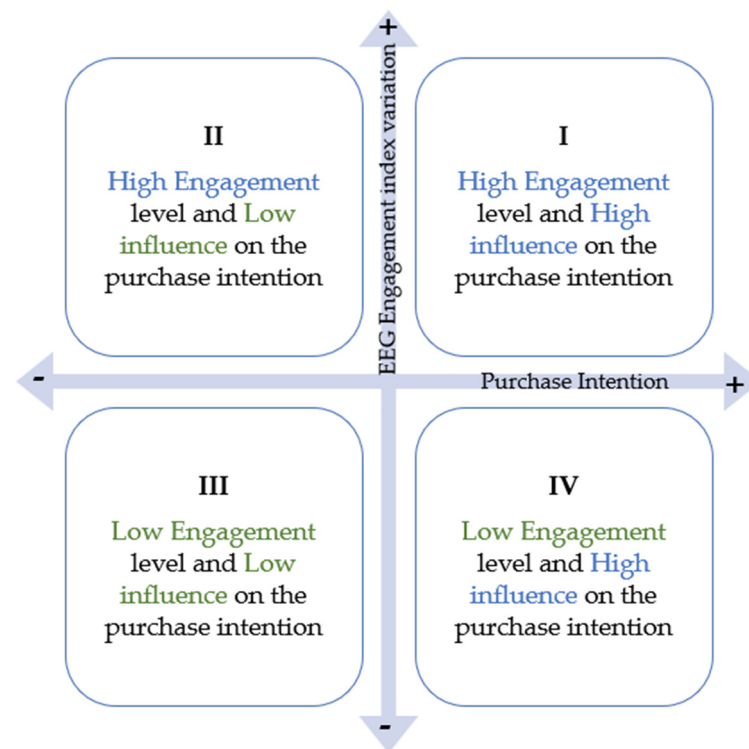 +
EEG Engagement index variation
II
High Engagement
level and Low
influence on the
purchase intention
I
High Engagement
level and High
influence on the
purchase intention
-
Purchase Intention
+
III
Low Engagement
level and Low
influence on the
purchase intention
IV
Low Engagement
level and High
influence on the
purchase intention
-